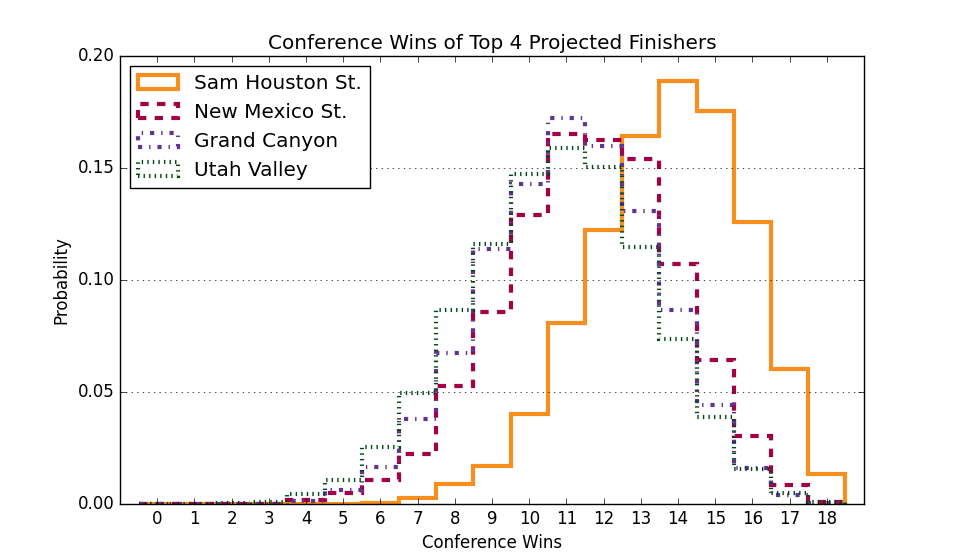 Conference Wins of Top 4 Projected Finishers
0.20
Sam Houston St.
New Mexico St.
Grand Canyon
Utah Valley
0.15
0.10
0.05
0.00
Probability
0 1 2 3 4 5 6 7 8 9 10 11 12 13 14 15 16 17 18
Conference Wins